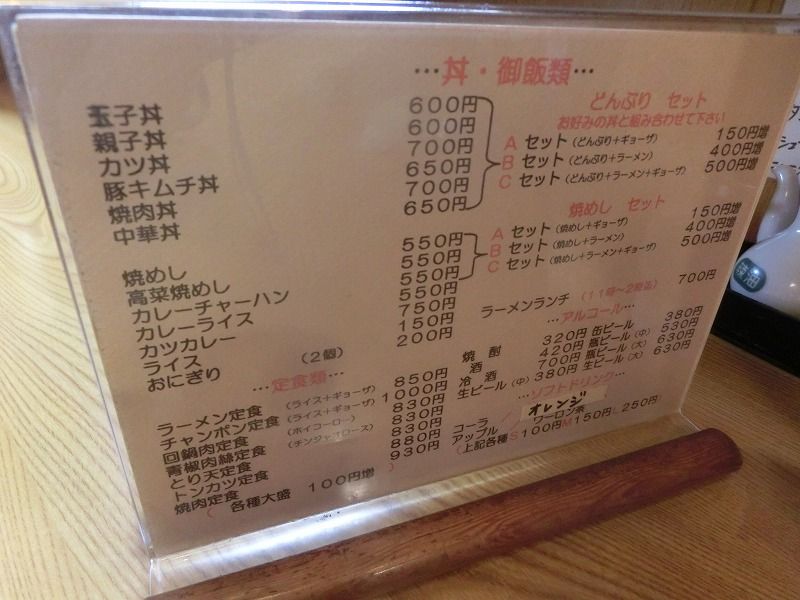 …丼・御飯類…
玉子丼 600円
親子丼 600円
カツ丼 700円
豚キムチ丼 650円
焼肉丼 700円
中華丼 650円
どんぶり セット
お好みの丼と組み合わせて下さい
A セット(どんぶり+ギョーザ) 150円増
B セット(どんぶり+ラーメン) 400円増
C セット(どんぶり+ラーメン+ギョーザ) 500円増
焼めし 550円
高菜焼めし 550円
カレーチャーハン 550円
カレーライス 550円
カツカレー 750円
ライス 150円
おにぎり (2個) 200円
焼めし セット
A セット(焼めし+ギョーザ) 150円増
B セット(焼めし+ラーメン) 400円増
C セット(焼めし+ラーメン+ギョーザ) 500円増
ラーメンランチ (11時〜2時迄) 700円
…定食類…
ラーメン定食 (ライス+ギョーザ) 850円
チャンポン定食 (ライス+ギョーザ) 1000円
回鍋肉定食 (ホイコーロー) 830円
青椒肉絲定食 (チンジャオロース) 830円
とり天定食 830円
トンカツ定食 880円
焼肉定食 930円
( 各種大盛 100円増 )
…アルコール…
焼 酎 320円 缶ビール 380円
酒 420円 瓶ビール(中) 530円
冷 酒 700円 瓶ビール(大) 630円
生ビール(中) 380円 生ビール(大) 630円
…ソフトドリンク…
コーラ オレンジ
アップル ウーロン茶
(上記各種 S 100円 M 150円 L 250円)